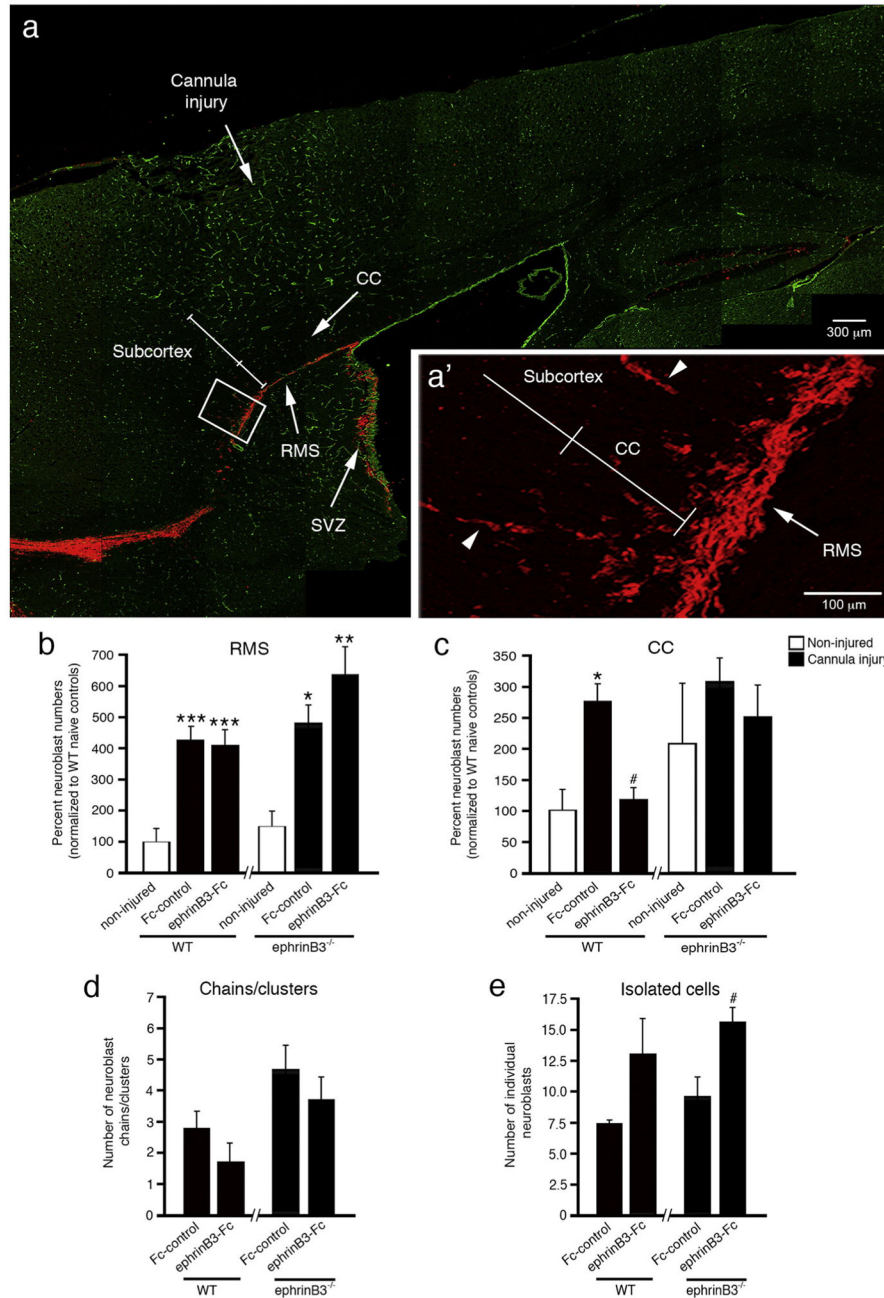 a
Cannula
injury
CC
Subcortex
RMS
SVZ
300 µm
a'
Subcortex
CC
RMS
100 µm
b
RMS
Percent neuroblast numbers
(normalized to WT naive controls)
700
600
500
400
300
200
100
0
***
***
*
**
non-injured
Fc-control
ephrinB3-Fc
non-injured
Fc-control
ephrinB3-Fc
WT
ephrinB3-/-
c
CC
Non-injured
Cannula injury
Percent neuroblast numbers
(normalized to WT naive controls)
350
300
250
200
150
100
50
0
*
#
non-injured
Fc-control
ephrinB3-Fc
non-injured
Fc-control
ephrinB3-Fc
WT
ephrinB3-/-
d
Chains/clusters
Number of neuroblast
chains/clusters
7
6
5
4
3
2
1
0
Fc-control
ephrinB3-Fc
Fc-control
ephrinB3-Fc
WT
ephrinB3-/-
e
Isolated cells
Number of individual
neuroblasts
17.5
15.0
12.5
10.0
7.5
5.0
2.5
0
#
Fc-control
ephrinB3-Fc
Fc-control
ephrinB3-Fc
WT
ephrinB3-/-